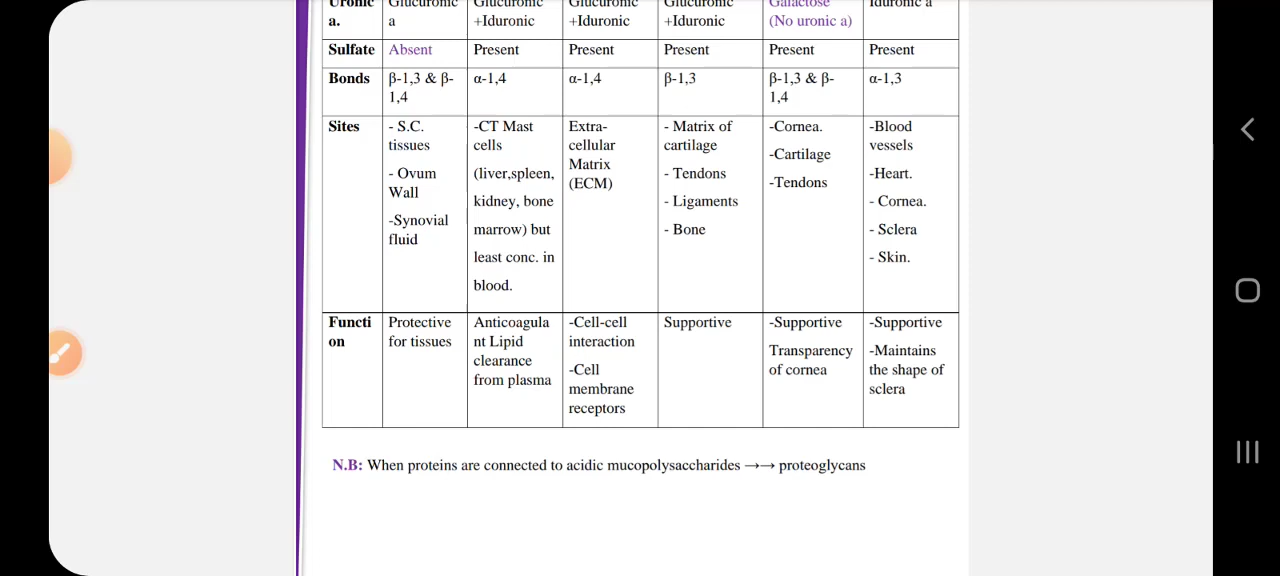 Uronic Glucuronic Glucuronic Glucuronic Glucuronic Galactose Iduronic a
a. a +Iduronic +Iduronic +Iduronic (No uronic a)
Sulfate Absent Present Present Present Present Present
Bonds β-1,3 & β-1,4 α-1,4 α-1,4 β-1,3 β-1,3 & β-1,4 α-1,3
Sites
- S.C.
tissues
- Ovum
Wall
-Synovial
fluid
-CT Mast
cells
(liver,spleen,
kidney, bone
marrow) but
least conc. in
blood.
Extra-
cellular
Matrix
(ECM)
- Matrix of
cartilage
- Tendons
- Ligaments
- Bone
-Cornea.
-Cartilage
-Tendons
-Blood
vessels
-Heart.
- Cornea.
- Sclera
- Skin.
Functi
on
Protective
for tissues
Anticoagula
nt Lipid
clearance
from plasma
-Cell-cell
interaction
-Cell
membrane
receptors
Supportive
-Supportive
Transparency
of cornea
-Supportive
-Maintains
the shape of
sclera
N.B: When proteins are connected to acidic mucopolysaccharides →→ proteoglycans